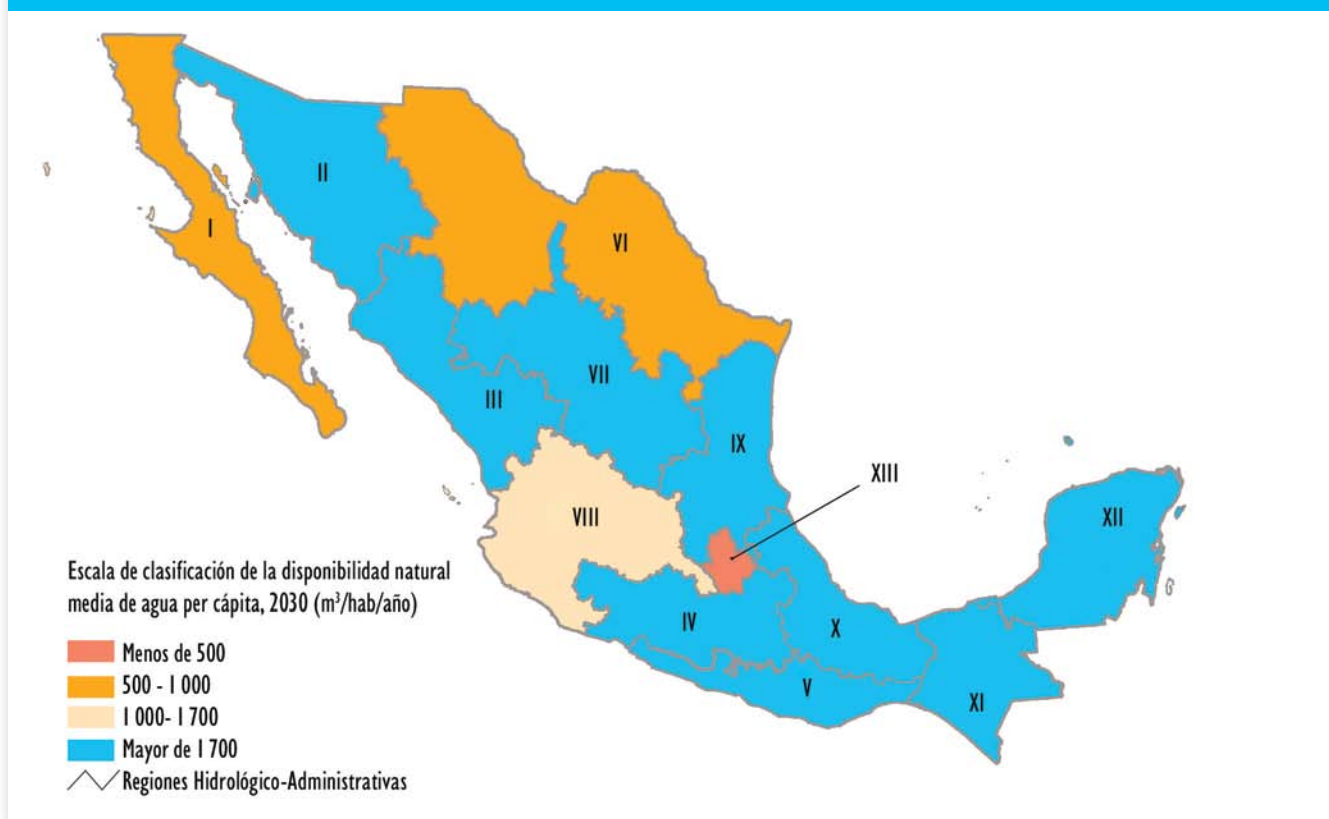 II
VI
I
VII
III
IX
XIII
XII
VIII
IV
X
V
XI
Escala de clasificación de la disponibilidad natural
media de agua per cápita, 2030 (m³/hab/año)
Menos de 500
500 - 1 000
1 000- 1 700
Mayor de 1 700
Regiones Hidrológico-Administrativas